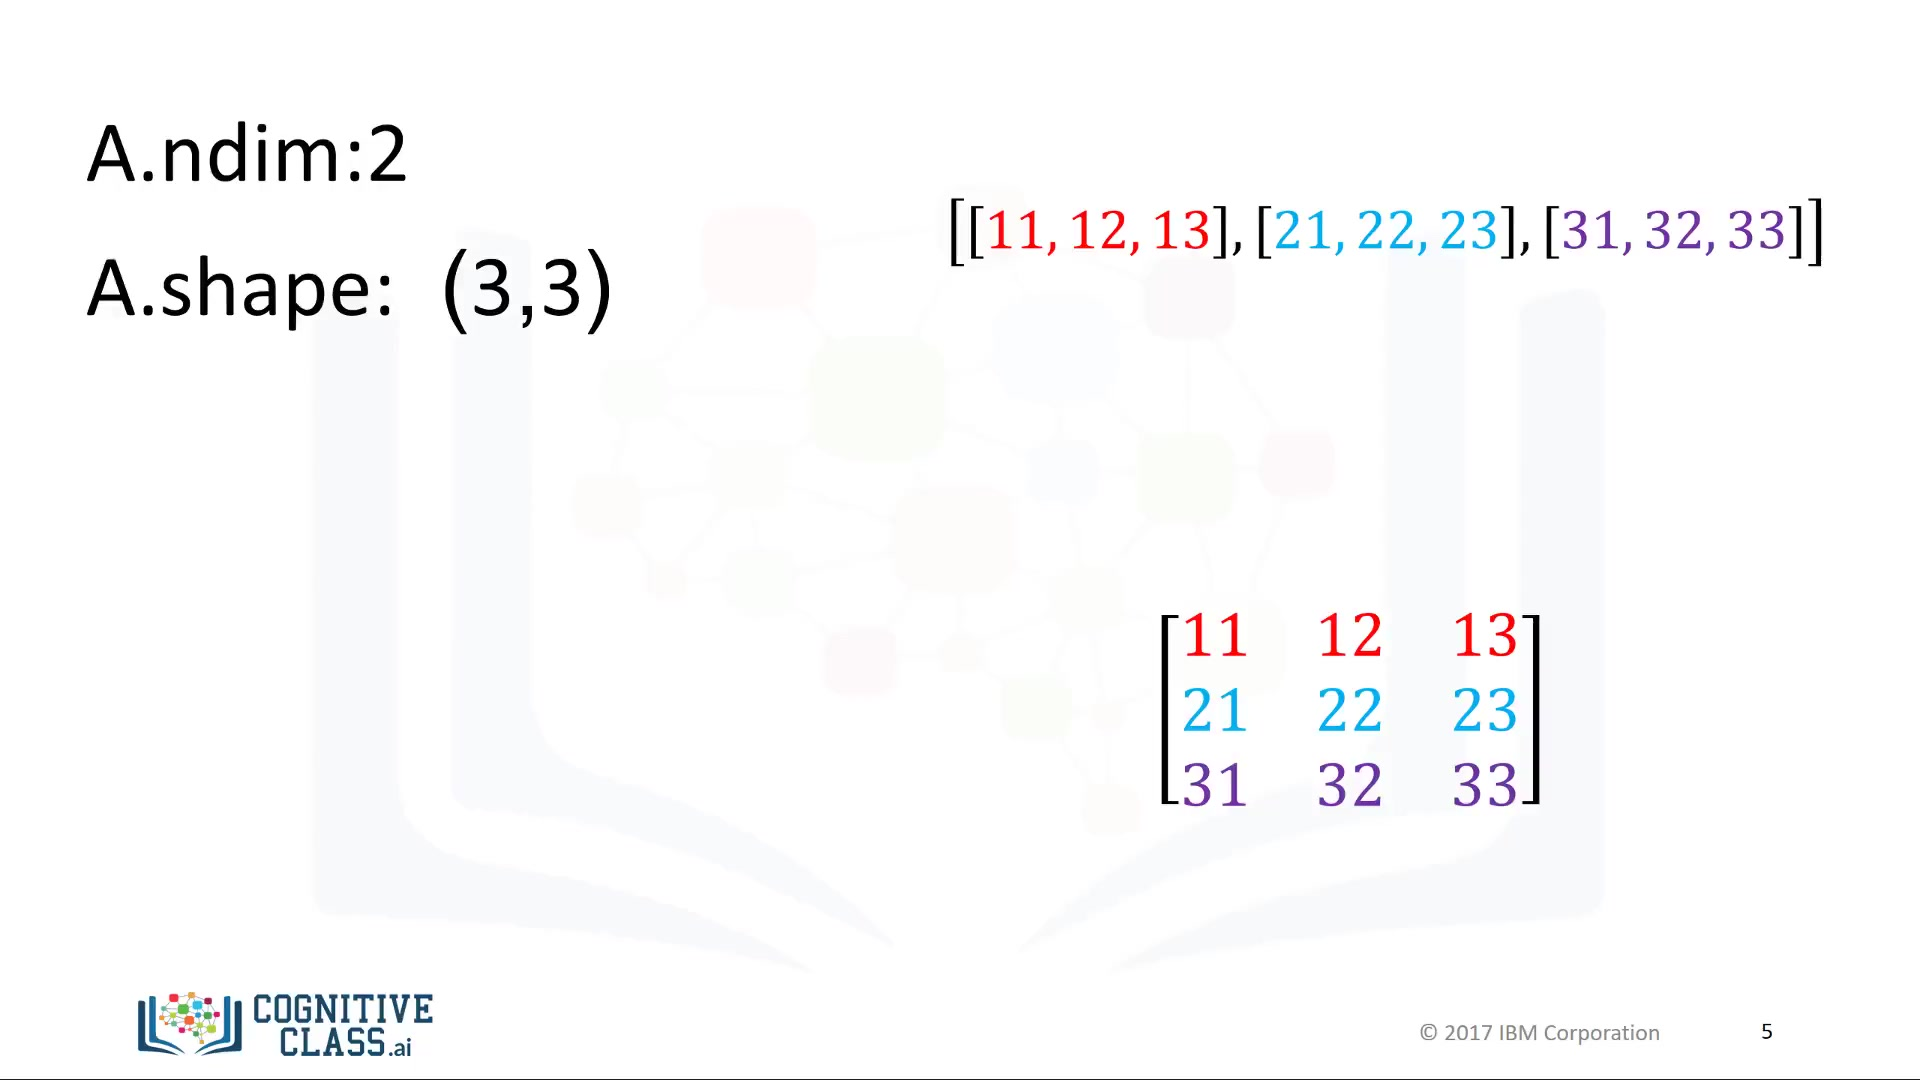 A.ndim:2
A.shape: (3,3)
[[11, 12, 13], [21, 22, 23], [31, 32, 33]]
11 12 13
21 22 23
31 32 33
COGNITIVE
CLASS.ai
© 2017 IBM Corporation
5